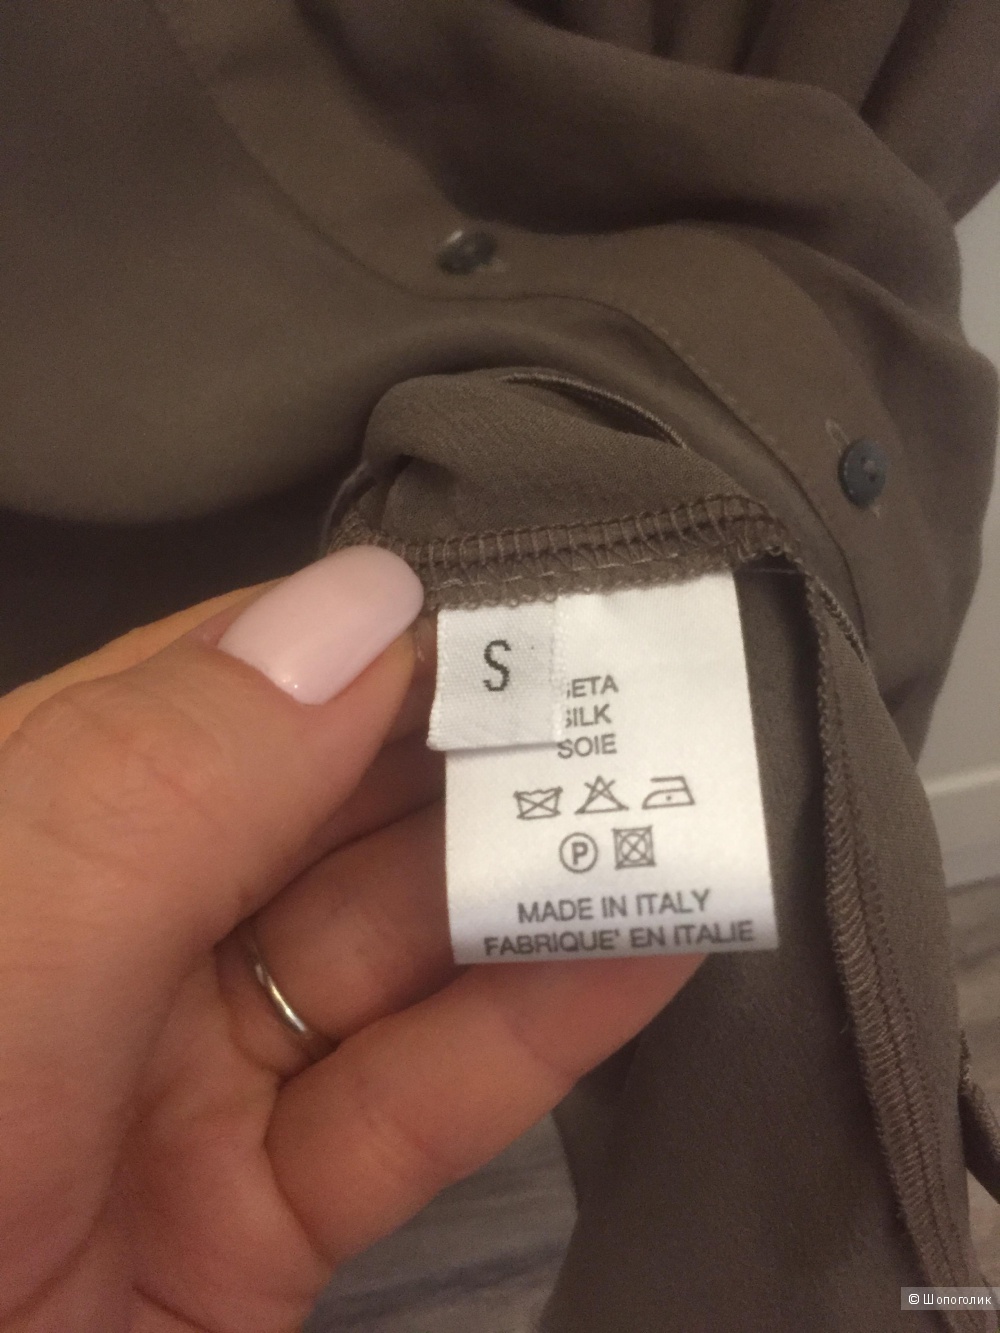 S
SETA
SILK
SOIE
P
MADE IN ITALY
FABRIQUE' EN ITALIE
© Шопоголик